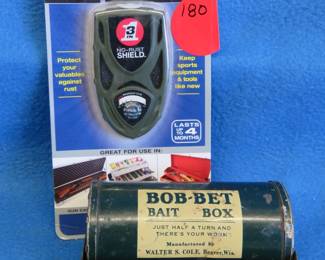 180
3
IN
NO-RUST
SHIELD
Protect
your
valuables
against
rust
Keep
sports
equipment
& tools
like new
LASTS
UP TO 4
MONTHS
GREAT FOR USE IN:
BOB-BET
BAIT BOX
JUST HALF A TURN AND
THERE'S YOUR WORM
Manufactured By
WALTER S. COLE, Beaver, Wis.